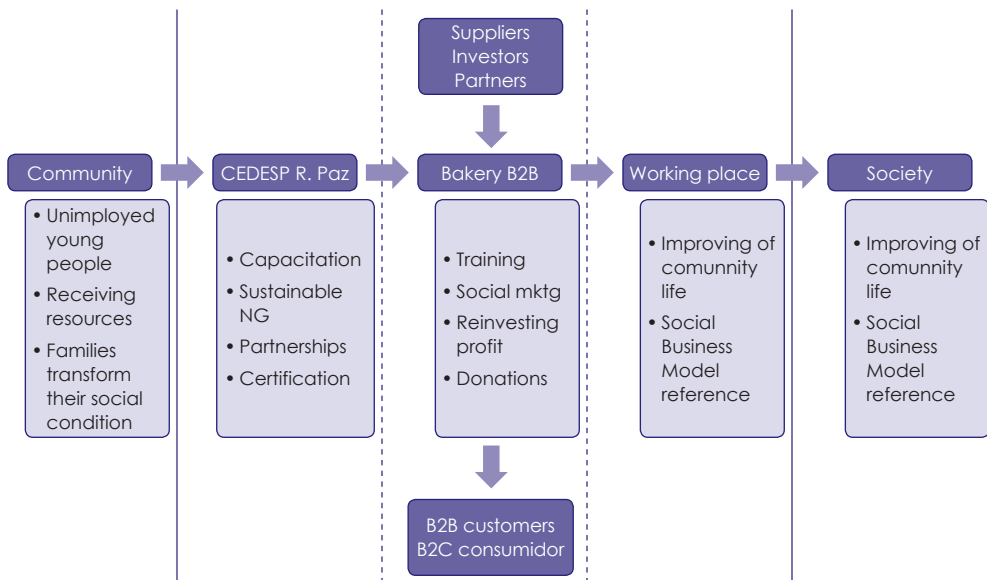 Suppliers
Investors
Partners
Community
CEDESP R. Paz
Bakery B2B
Working place
Society
• Unimployed
young
people
• Receiving
resources
• Families
transform
their social
condition
• Capacitation
• Sustainable
NG
• Partnerships
• Certification
• Training
• Social mktg
• Reinvesting
profit
• Donations
• Improving of
comunnity
life
• Social
Business
Model
reference
• Improving of
comunnity
life
• Social
Business
Model
reference
B2B customers
B2C consumidor